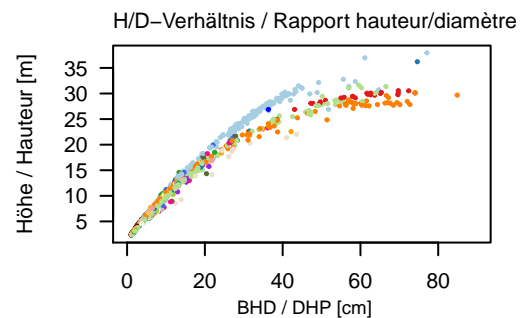 H/D−Verhältnis / Rapport hauteur/diamètre
Höhe / Hauteur [m]
35
30
25
20
15
10
5
0 20 40 60 80
BHD / DHP [cm]